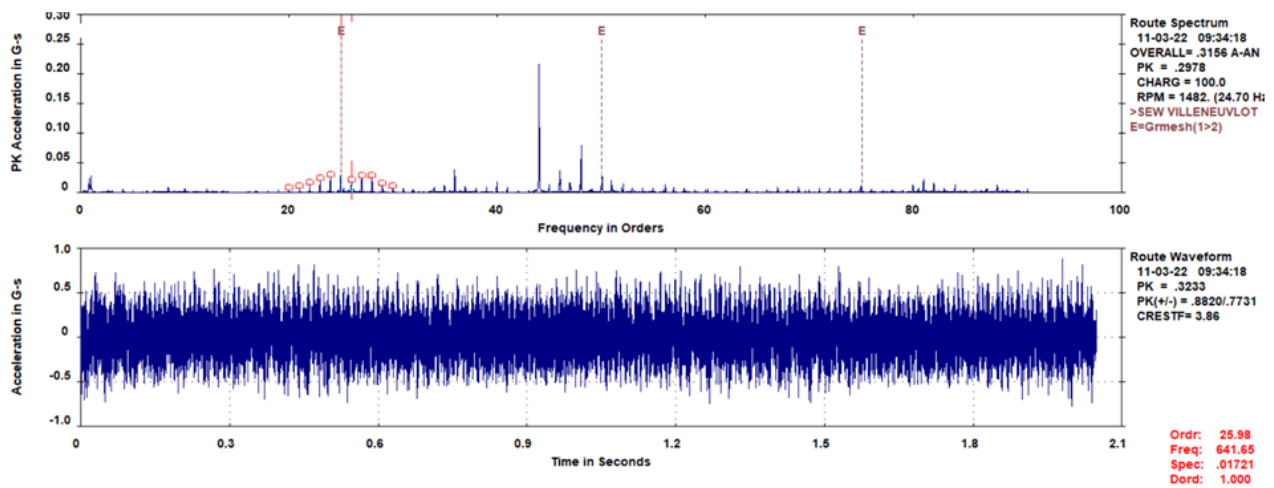 0.30
0.25
0.20
0.15
0.10
0.05
0
PK Acceleration in G-s
E E E
C C C C C C C C C C
0 20 40 60 80 100
Frequency in Orders
Route Spectrum
11-03-22 09:34:18
OVERALL= .3156 A-AN
PK = .2978
CHARG = 100.0
RPM = 1482. (24.70 Hz
>SEW VILLENEUVLOT
E=Grmesh(1>2)
1.0
0.5
0
-0.5
-1.0
Acceleration in G-s
0 0.3 0.6 0.9 1.2 1.5 1.8 2.1
Time in Seconds
Route Waveform
11-03-22 09:34:18
PK = .3233
PK(+/-) = .8820/.7731
CRESTF= 3.86
Ordr: 25.98
Freq: 641.65
Spec: .01721
Dord: 1.000